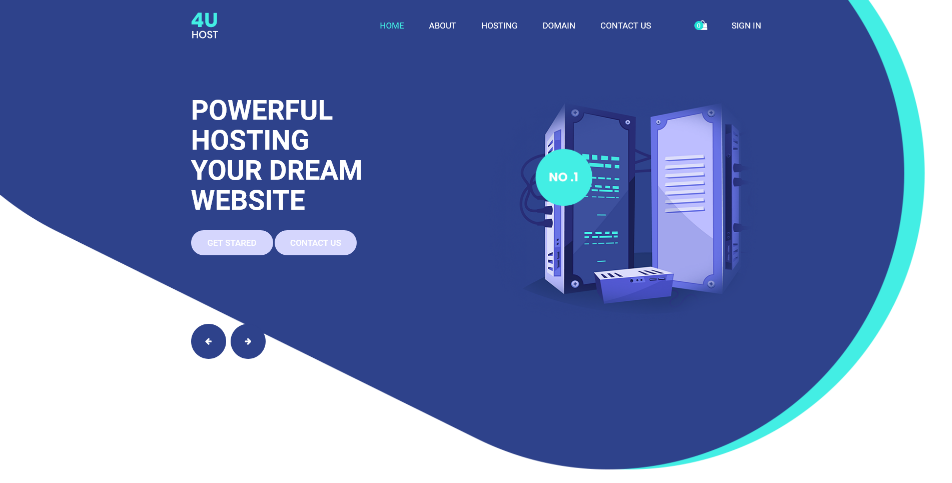 4U
HOST
HOME
ABOUT
HOSTING
DOMAIN
CONTACT US
0
SIGN IN
POWERFUL
HOSTING
YOUR DREAM
WEBSITE
GET STARED
CONTACT US
NO .1